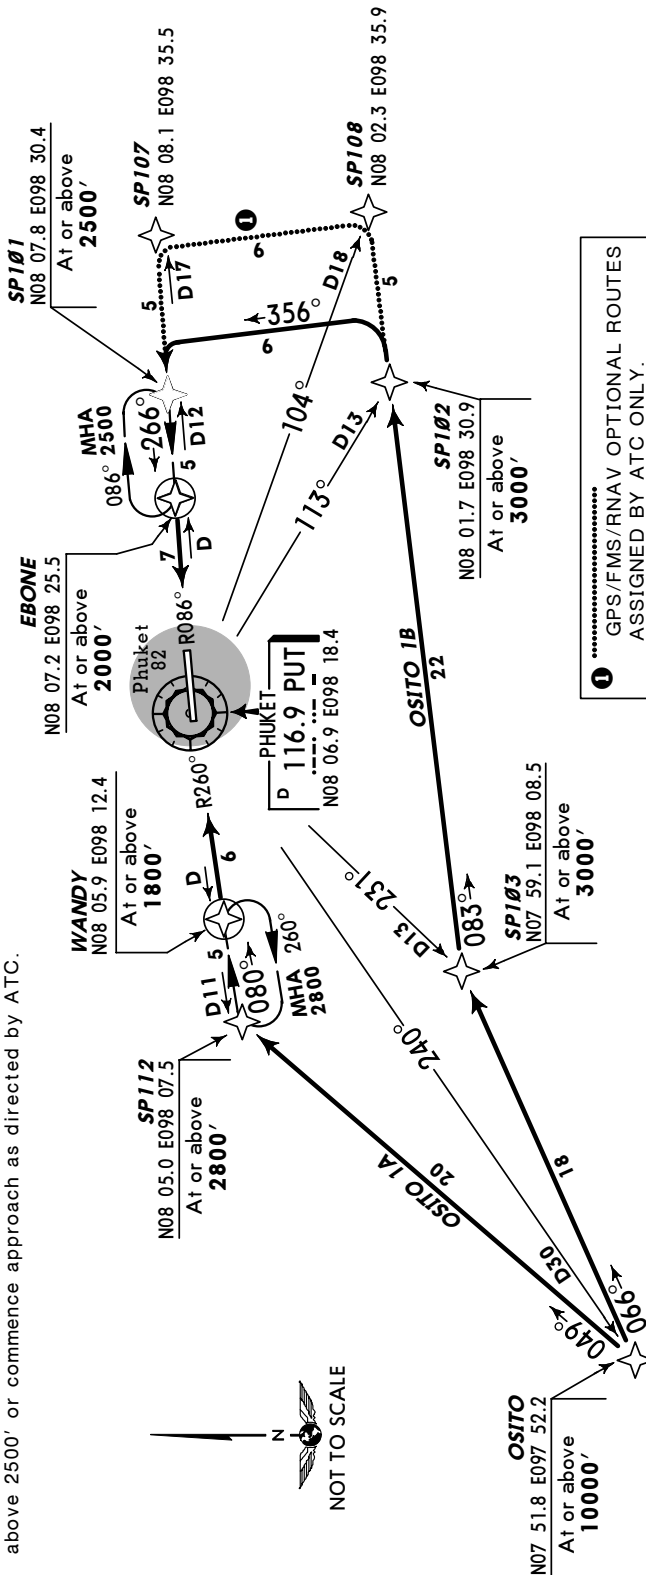 above 2500' or commence approach as directed by ATC.
N
NOT TO SCALE
OSITO
N07 51.8 E097 52.2
At or above
10000'
049°
066°
D30
OSITO 1A
20
18
240°
SP112
N08 05.0 E098 07.5
At or above
2800'
D11
5
080°
MHA
2800
260°
WANDY
N08 05.9 E098 12.4
At or above
1800'
D
6
R260°
D13 231°
SP1Ø3
N07 59.1 E098 08.5
At or above
3000'
083°
OSITO 1B
22
PHUKET
D 116.9 PUT
N08 06.9 E098 18.4
Phuket
82
R086°
EBONE
N08 07.2 E098 25.5
At or above
2000'
7
D
MHA
2500
086°
266°
5
D12
SP1Ø1
N08 07.8 E098 30.4
At or above
2500'
104°
D18
113°
D13
SP1Ø2
N08 01.7 E098 30.9
At or above
3000'
356°
6
5
D17
SP107
N08 08.1 E098 35.5
1
6
SP108
N08 02.3 E098 35.9
5
1 GPS/FMS/RNAV OPTIONAL ROUTES
ASSIGNED BY ATC ONLY.